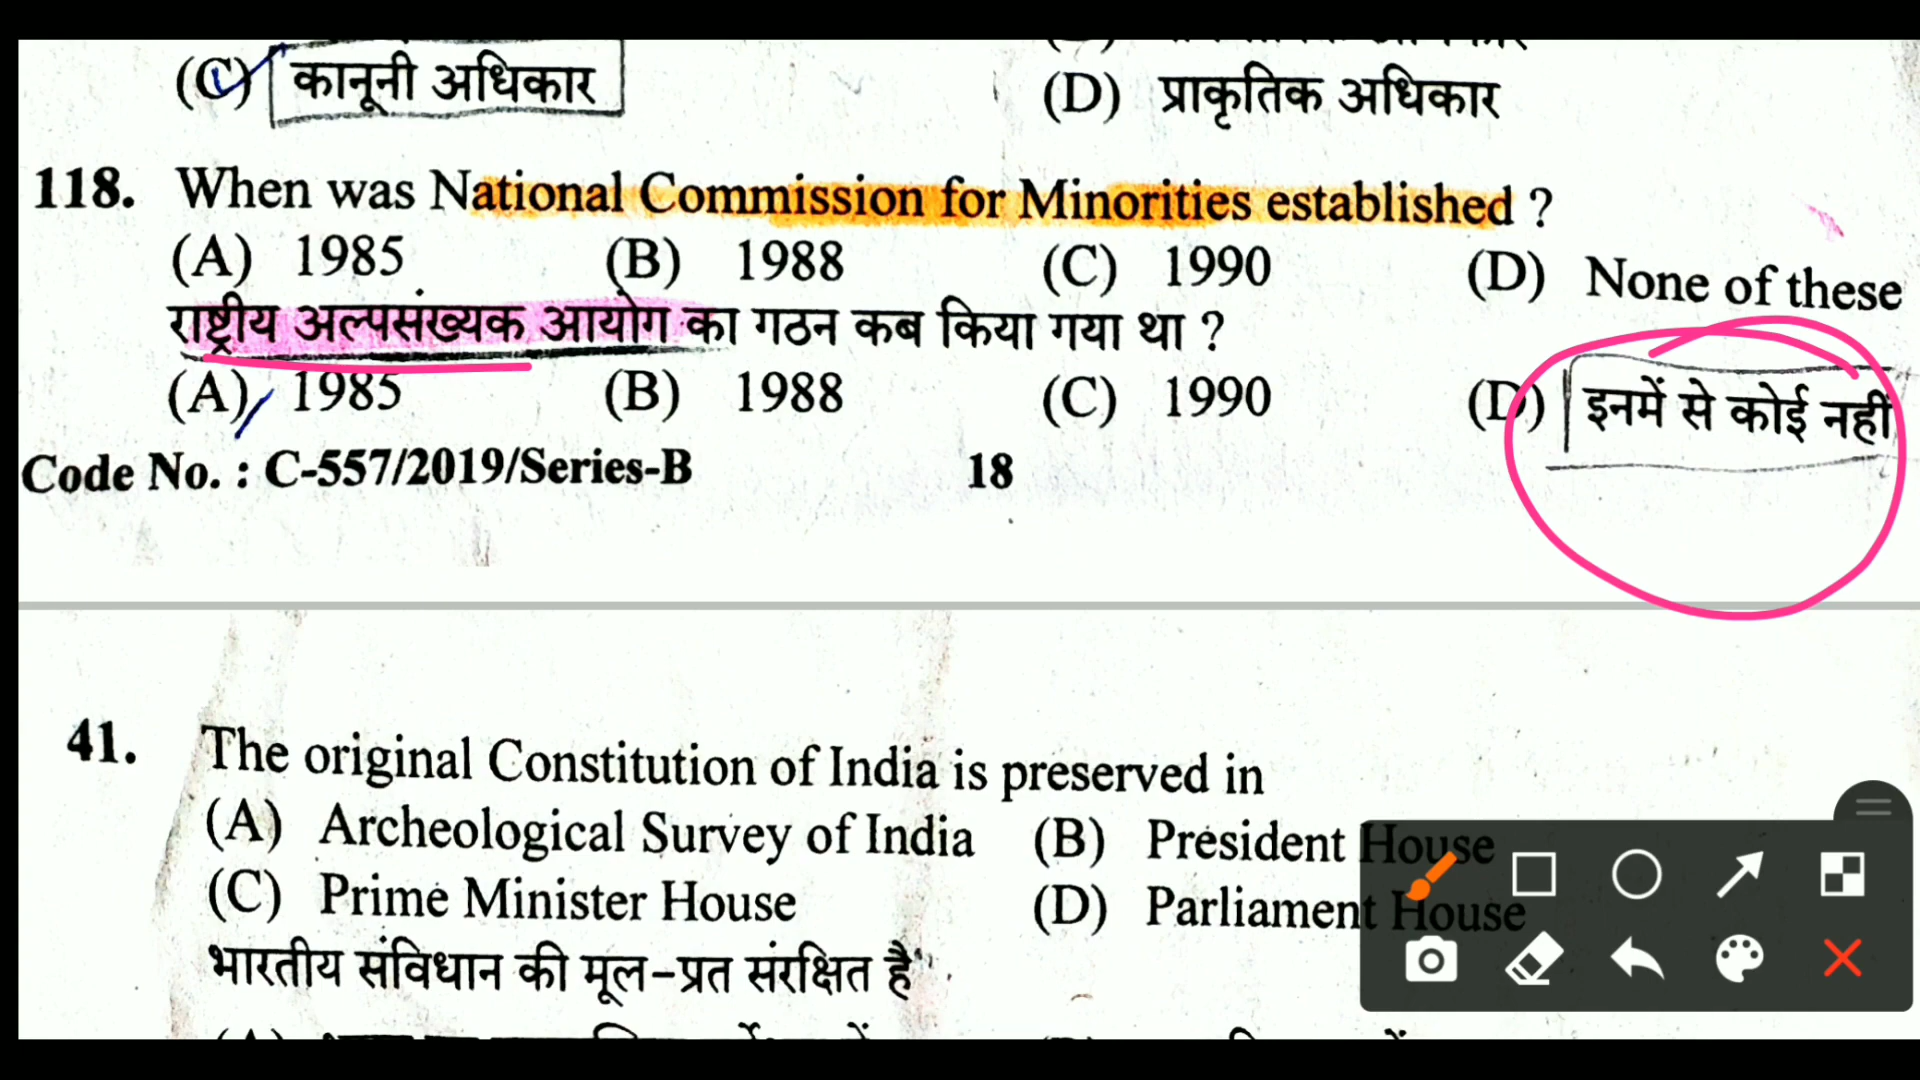 (C) कानूनी अधिकार
(D) प्राकृतिक अधिकार
118. When was National Commission for Minorities established ?
(A) 1985 (B) 1988 (C) 1990 (D) None of these
राष्ट्रीय अल्पसंख्यक आयोग का गठन कब किया गया था ?
(A) 1985 (B) 1988 (C) 1990 (D) इनमें से कोई नहीं
Code No. : C-557/2019/Series-B 18
41. The original Constitution of India is preserved in
(A) Archeological Survey of India (B) President House
(C) Prime Minister House (D) Parliament House
भारतीय संविधान की मूल-प्रत संरक्षित है